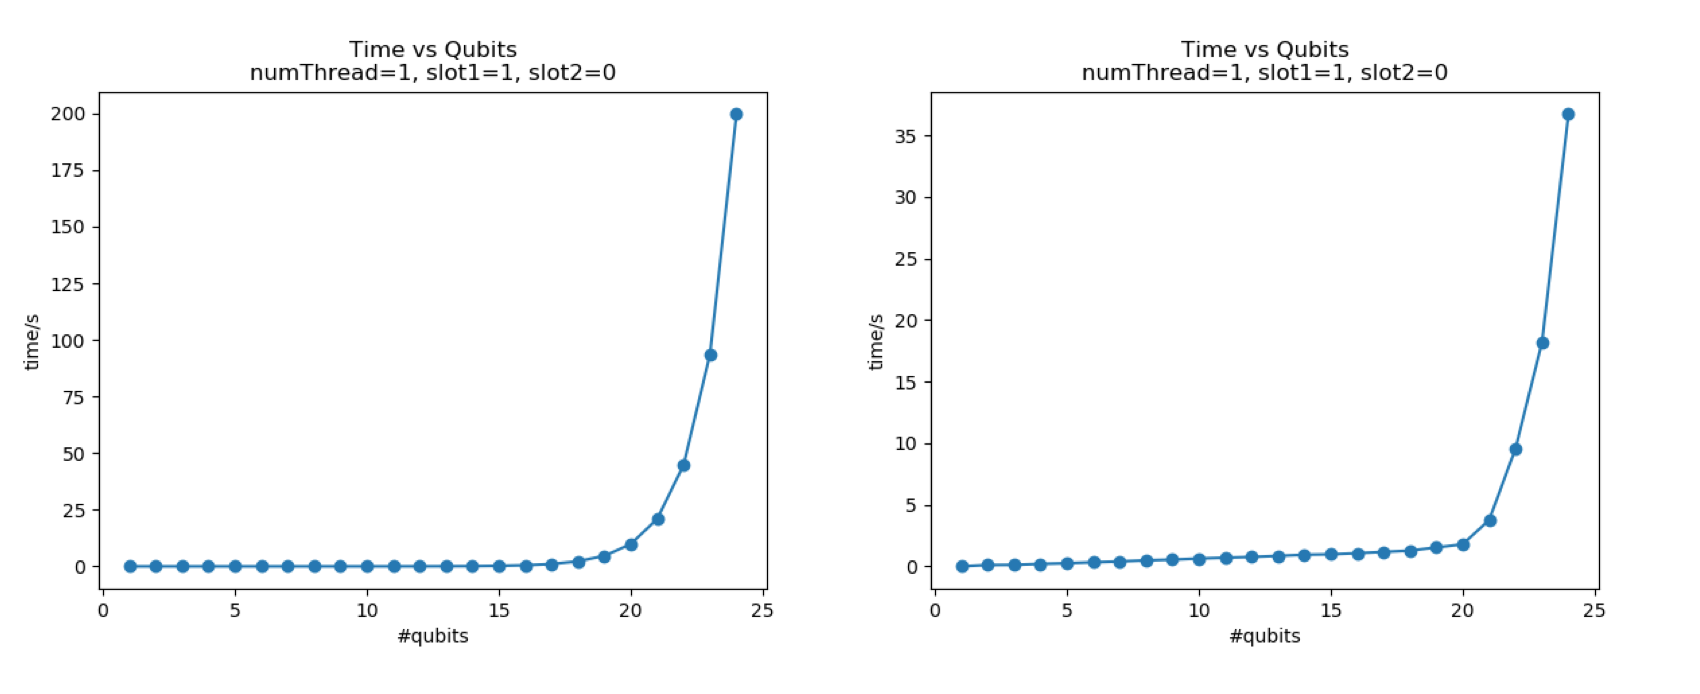 Time vs Qubits
numThread=1, slot1=1, slot2=0
200
175
150
125
100
75
50
25
0
time/s
0 5 10 15 20 25
#qubits
Time vs Qubits
numThread=1, slot1=1, slot2=0
35
30
25
20
15
10
5
0
time/s
0 5 10 15 20 25
#qubits